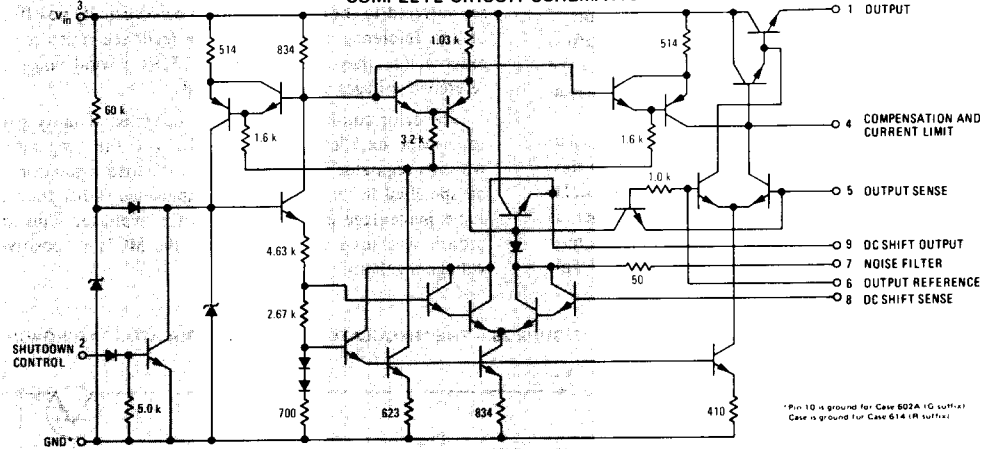 COMPLETE CIRCUIT SCHEMATIC
3
Vin
1 OUTPUT
514
834
1.03 k
514
60 k
4 COMPENSATION AND
CURRENT LIMIT
1.6 k
3.2 k
1.6 k
1.0 k
5 OUTPUT SENSE
4.63 k
9 DC SHIFT OUTPUT
7 NOISE FILTER
50
6 OUTPUT REFERENCE
8 DC SHIFT SENSE
2.67 k
SHUTDOWN
CONTROL
2
5.0 k
700
623
834
410
*Pin 10 is ground for Case 602A (G suffix)
Case is ground for Case 614 (R suffix)
GND*